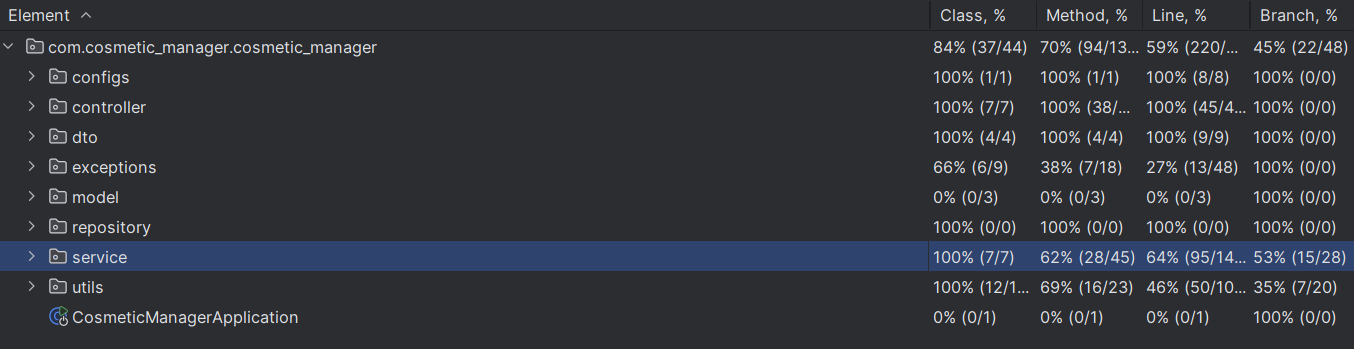 Element Class, % Method, % Line, % Branch, %
com.cosmetic_manager.cosmetic_manager 84% (37/44) 70% (94/13... 59% (220/... 45% (22/48)
configs 100% (1/1) 100% (1/1) 100% (8/8) 100% (0/0)
controller 100% (7/7) 100% (38/... 100% (45/4... 100% (0/0)
dto 100% (4/4) 100% (4/4) 100% (9/9) 100% (0/0)
exceptions 66% (6/9) 38% (7/18) 27% (13/48) 100% (0/0)
model 0% (0/3) 0% (0/3) 0% (0/3) 100% (0/0)
repository 100% (0/0) 100% (0/0) 100% (0/0) 100% (0/0)
service 100% (7/7) 62% (28/45) 64% (95/14... 53% (15/28)
utils 100% (12/1... 69% (16/23) 46% (50/10... 35% (7/20)
CosmeticManagerApplication 0% (0/1) 0% (0/1) 0% (0/1) 100% (0/0)